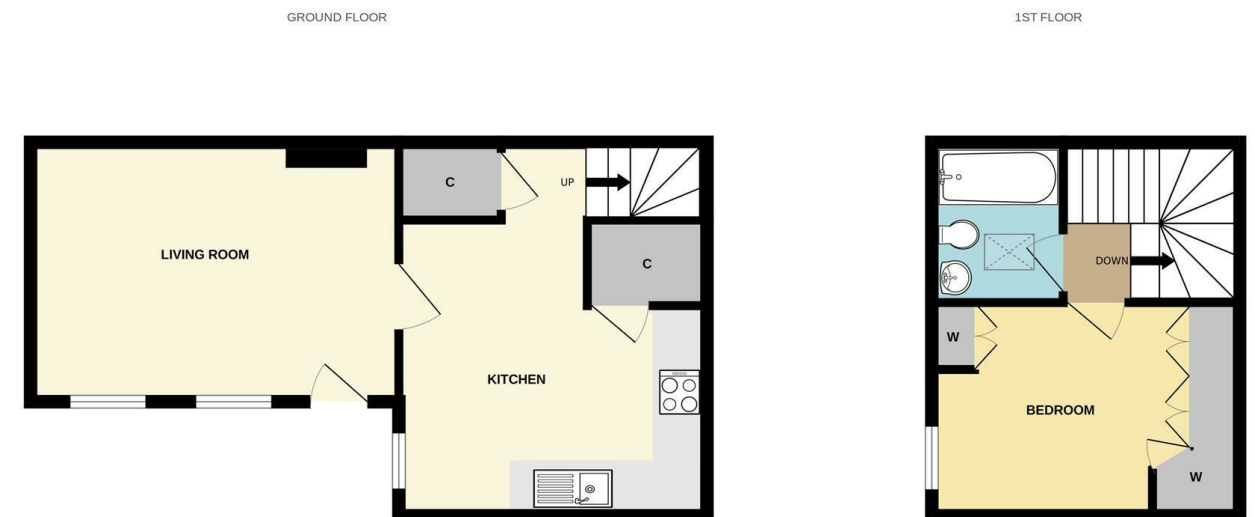 GROUND FLOOR
1ST FLOOR
C
UP
LIVING ROOM
C
KITCHEN
DOWN
W
BEDROOM
W